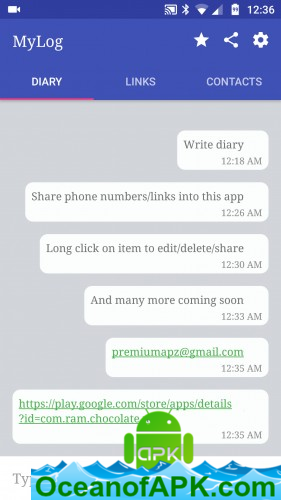 12:36
MyLog
DIARY LINKS CONTACTS
Write diary
12:18 AM
Share phone numbers/links into this app
12:26 AM
Long click on item to edit/delete/share
12:30 AM
And many more coming soon
12:33 AM
premiumapz@gmail.com
12:35 AM
https://play.google.com/store/apps/details
?id=com.ram.chocolate
12:35 AM
APK
OceanofAPK.com